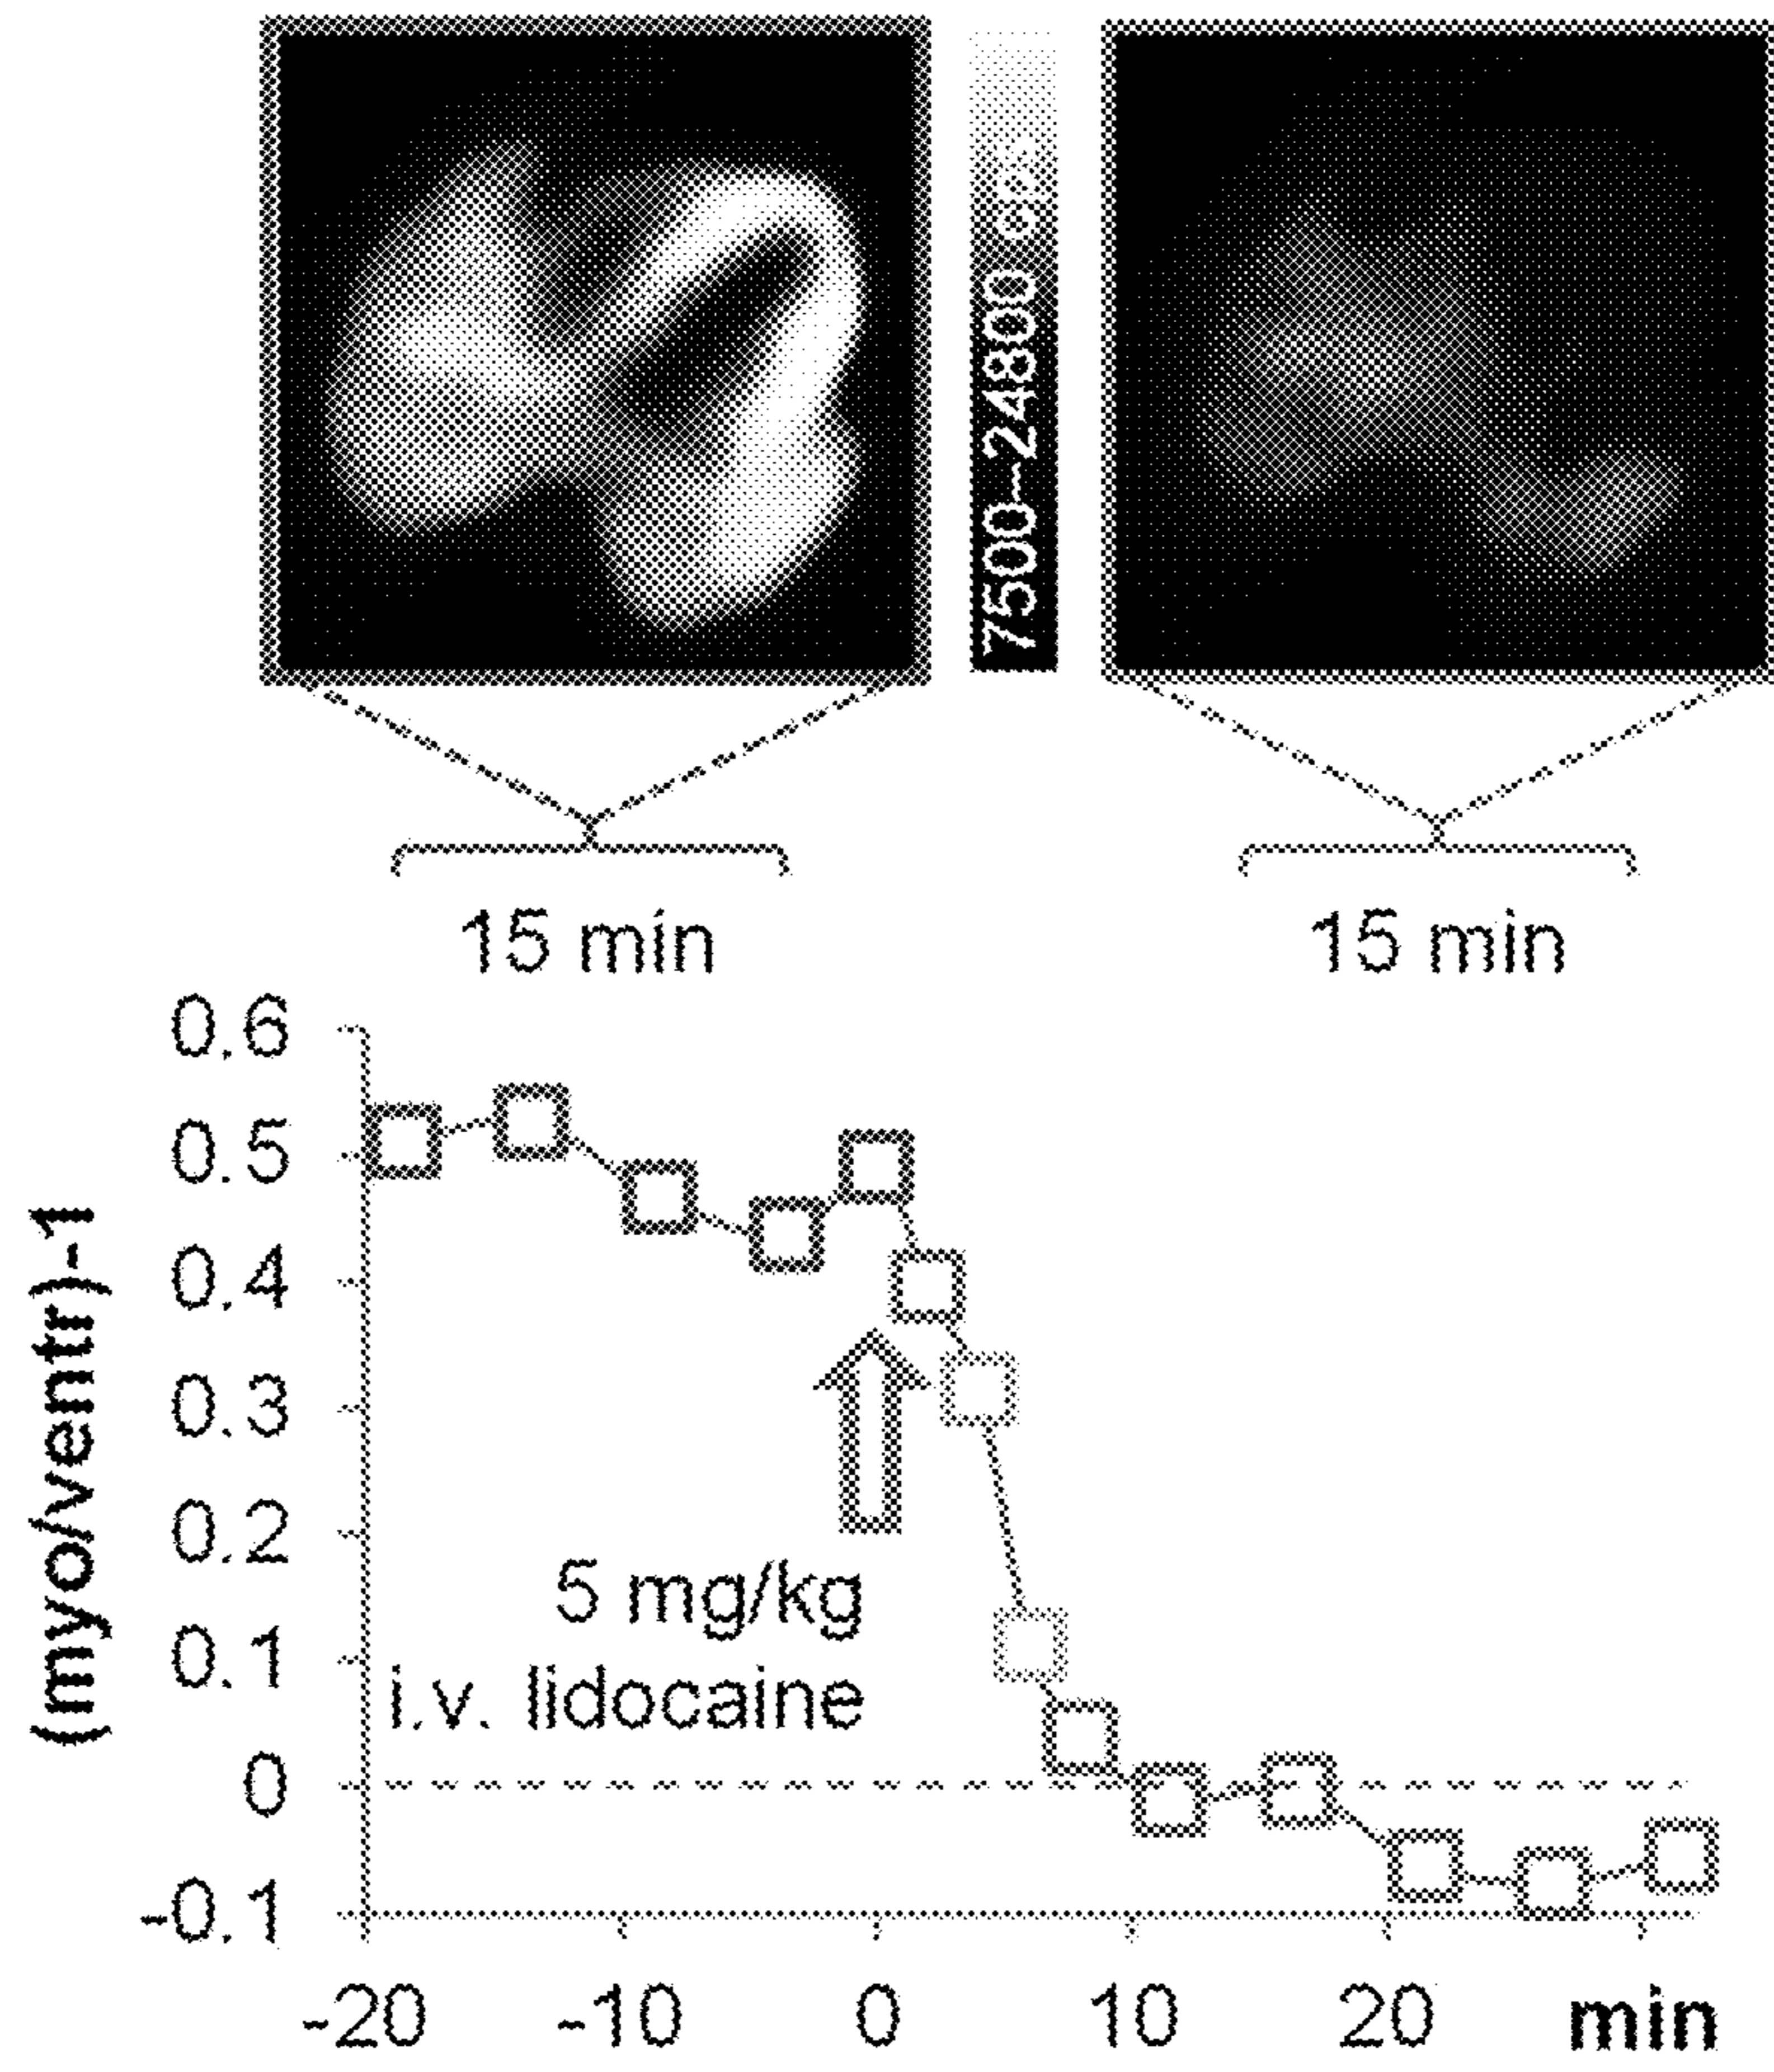 7500–24800 cps
15 min
15 min
(myo/ventr)-1
0.6
0.5
0.4
0.3
0.2
0.1
0
-0.1
5 mg/kg
i.v. lidocaine
-20
-10
0
10
20
min